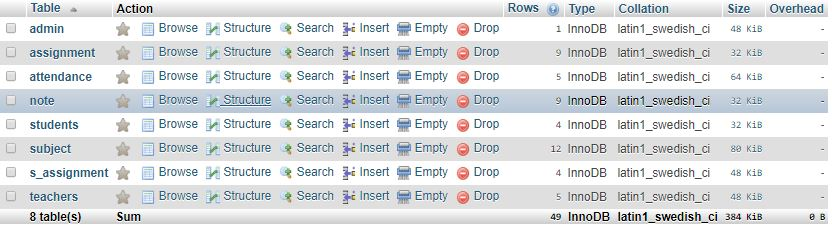 Table Action Rows Type Collation Size Overhead
admin Browse Structure Search Insert Empty Drop 1 InnoDB latin1_swedish_ci 48 KiB -
assignment Browse Structure Search Insert Empty Drop 9 InnoDB latin1_swedish_ci 32 KiB -
attendance Browse Structure Search Insert Empty Drop 5 InnoDB latin1_swedish_ci 64 KiB -
note Browse Structure Search Insert Empty Drop 9 InnoDB latin1_swedish_ci 32 KiB -
students Browse Structure Search Insert Empty Drop 4 InnoDB latin1_swedish_ci 32 KiB -
subject Browse Structure Search Insert Empty Drop 12 InnoDB latin1_swedish_ci 80 KiB -
s_assignment Browse Structure Search Insert Empty Drop 4 InnoDB latin1_swedish_ci 48 KiB -
teachers Browse Structure Search Insert Empty Drop 5 InnoDB latin1_swedish_ci 48 KiB -
8 table(s) Sum 49 InnoDB latin1_swedish_ci 384 KiB 0 B